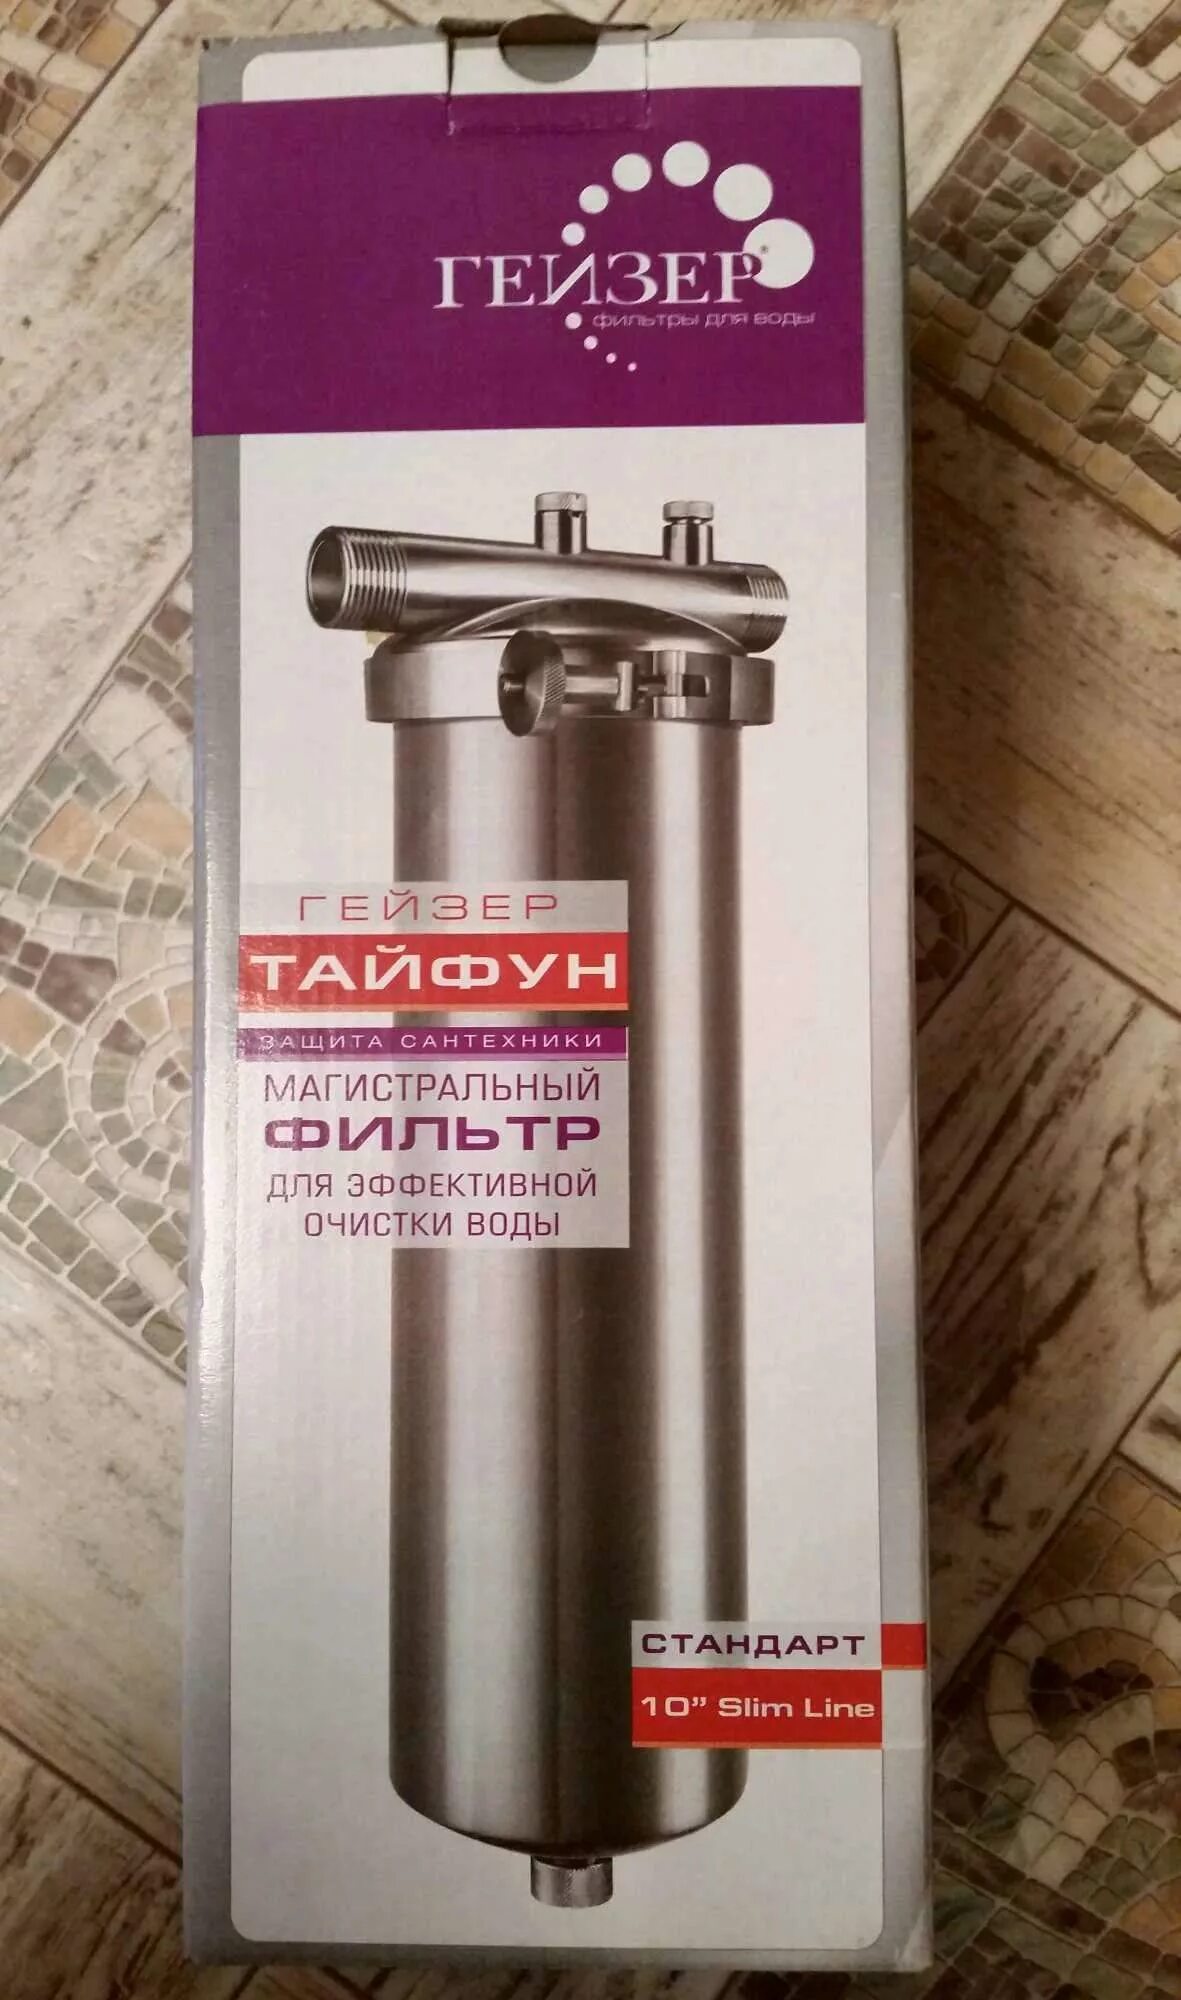 ГЕЙЗЕР®
фильтры для воды
ГЕЙЗЕР
ТАЙФУН
ЗАЩИТА САНТЕХНИКИ
МАГИСТРАЛЬНЫЙ
ФИЛЬТР
ДЛЯ ЭФФЕКТИВНОЙ
ОЧИСТКИ ВОДЫ
СТАНДАРТ
10” Slim Line